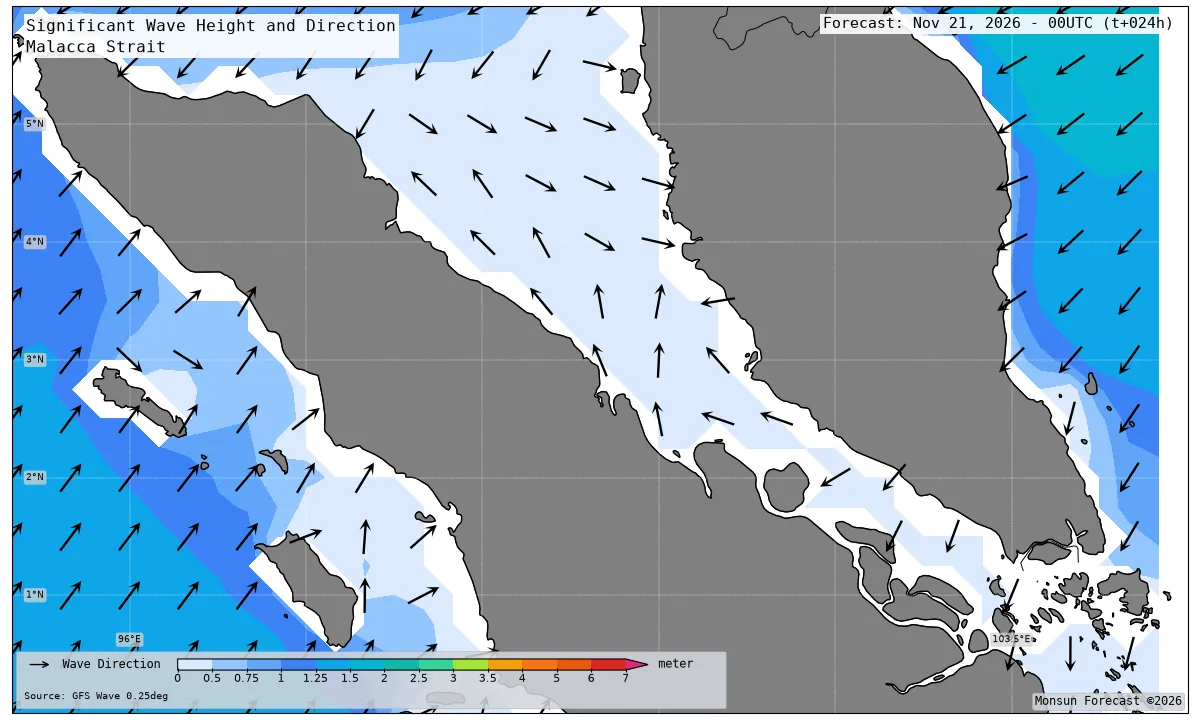 Significant Wave Height and Direction
Malacca Strait
Forecast: Nov 21, 2026 - 00UTC (t+024h)
5°N
4°N
3°N
2°N
1°N
96°E
103.5°E
Wave Direction
meter
0 0.5 0.75 1 1.25 1.5 2 2.5 3 3.5 4 5 6 7
Source: GFS Wave 0.25deg
Monsun Forecast ©2026